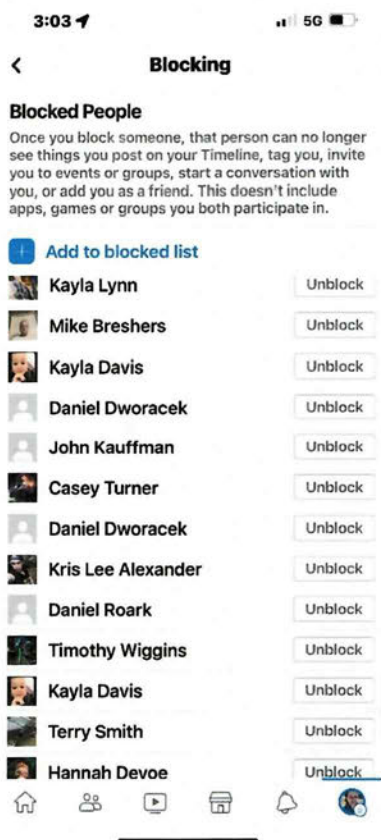 3:03 5G
Blocking
Blocked People
Once you block someone, that person can no longer
see things you post on your Timeline, tag you, invite
you to events or groups, start a conversation with
you, or add you as a friend. This doesn't include
apps, games or groups you both participate in.
Add to blocked list
Kayla Lynn Unblock
Mike Breshers Unblock
Kayla Davis Unblock
Daniel Dworacek Unblock
John Kauffman Unblock
Casey Turner Unblock
Daniel Dworacek Unblock
Kris Lee Alexander Unblock
Daniel Roark Unblock
Timothy Wiggins Unblock
Kayla Davis Unblock
Terry Smith Unblock
Hannah Devoe Unblock